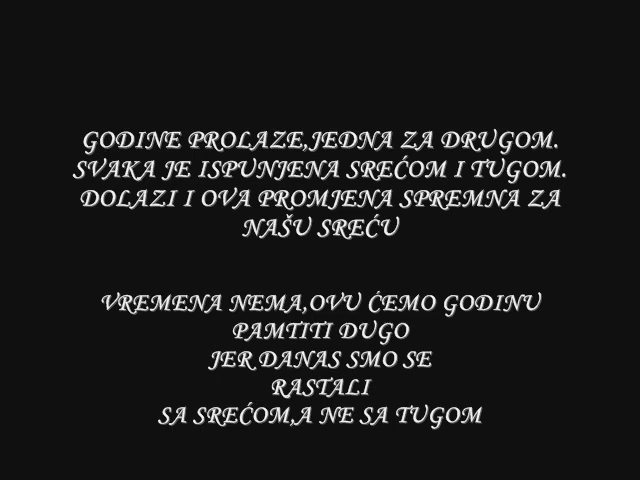 GODINE PROLAZE,JEDNA ZA DRUGOM.
SVAKA JE ISPUNJENA SREĆOM I TUGOM.
DOLAZI I OVA PROMJENA SPREMNA ZA
NAŠU SREĆU
VREMENA NEMA,OVU ĆEMO GODINU
PAMTITI DUGO
JER DANAS SMO SE
RASTALI
SA SREĆOM,A NE SA TUGOM